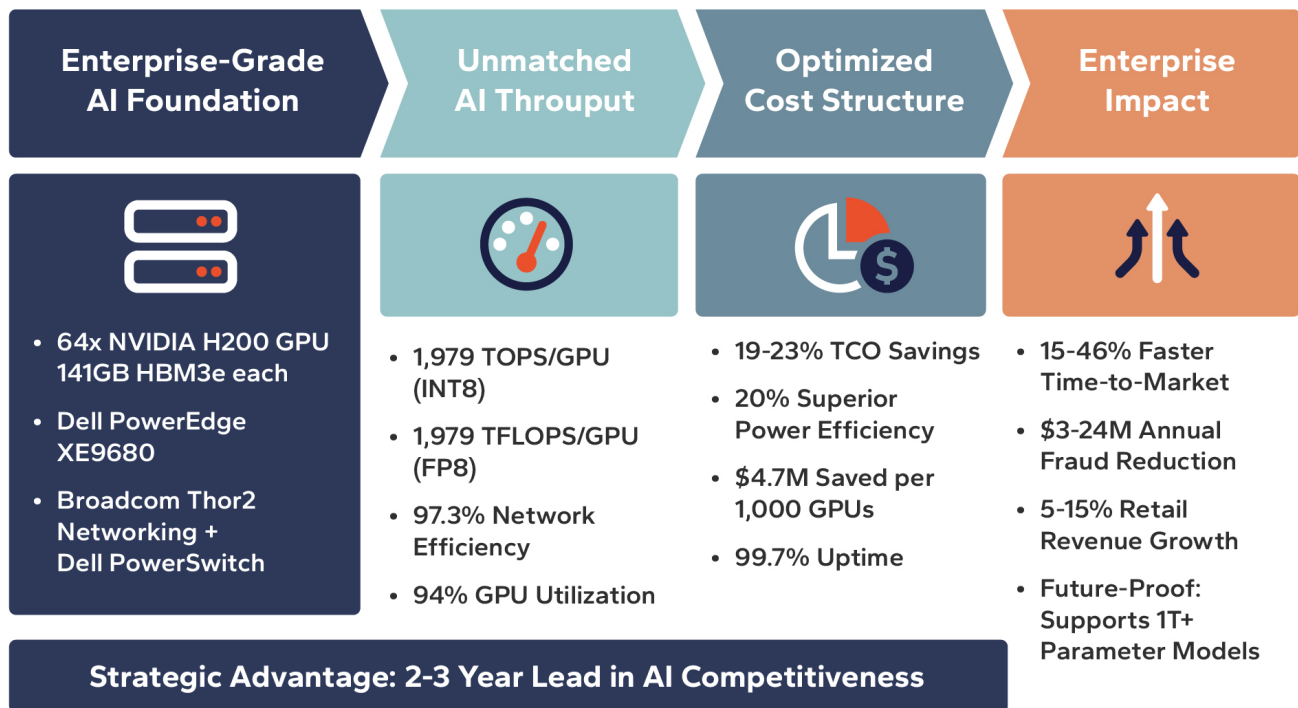 Enterprise-Grade
AI Foundation
Unmatched
AI Throuput
Optimized
Cost Structure
Enterprise
Impact
• 64x NVIDIA H200 GPU
141GB HBM3e each
• Dell PowerEdge
XE9680
• Broadcom Thor2
Networking +
Dell PowerSwitch
• 1,979 TOPS/GPU
(INT8)
• 1,979 TFLOPS/GPU
(FP8)
• 97.3% Network
Efficiency
• 94% GPU Utilization
$
• 19-23% TCO Savings
• 20% Superior
Power Efficiency
• $4.7M Saved per
1,000 GPUs
• 99.7% Uptime
• 15-46% Faster
Time-to-Market
• $3-24M Annual
Fraud Reduction
• 5-15% Retail
Revenue Growth
• Future-Proof:
Supports 1T+
Parameter Models
Strategic Advantage: 2-3 Year Lead in AI Competitiveness